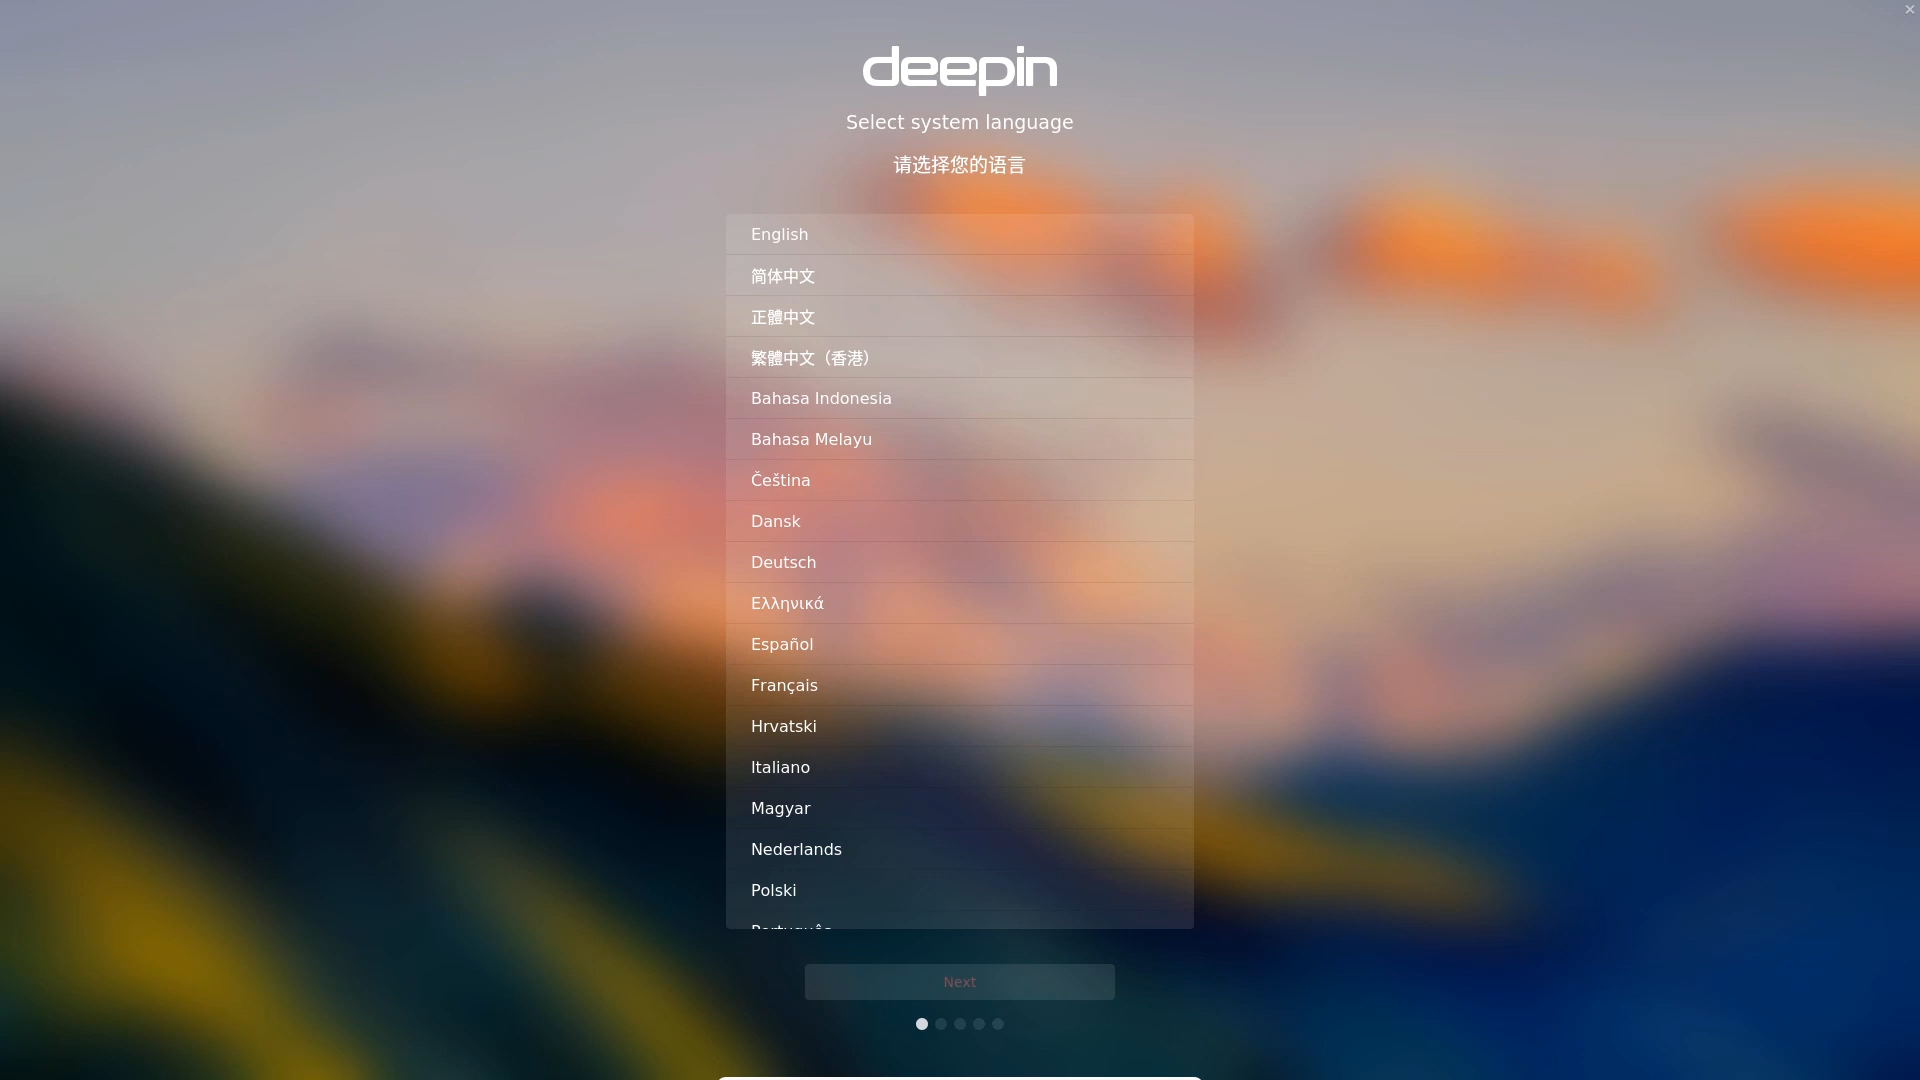 deepin
Select system language
请选择您的语言
English
简体中文
正體中文
繁體中文（香港）
Bahasa Indonesia
Bahasa Melayu
Čeština
Dansk
Deutsch
Ελληνικά
Español
Français
Hrvatski
Italiano
Magyar
Nederlands
Polski
Português
Next